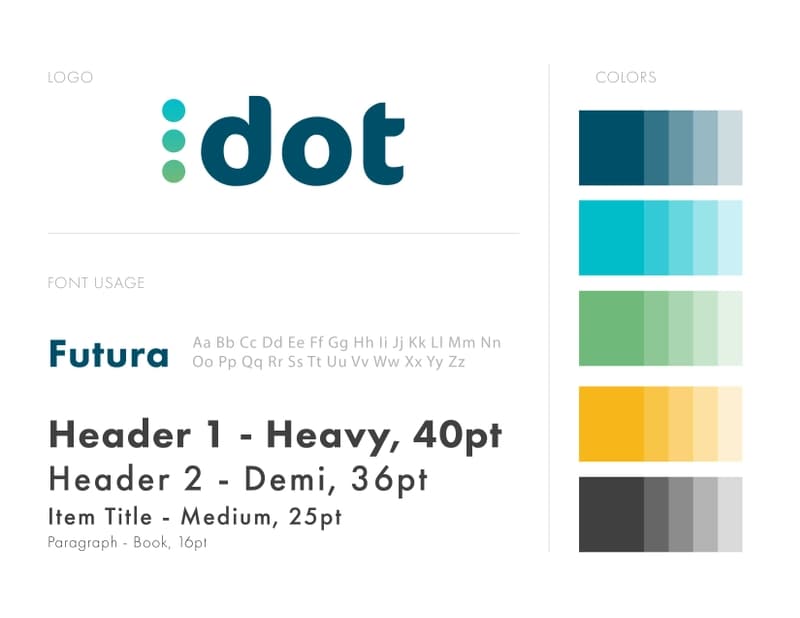 LOGO
dot
FONT USAGE
Futura
Aa Bb Cc Dd Ee Ff Gg Hh Ii Jj Kk Ll Mm Nn
Oo Pp Qq Rr Ss Tt Uu Vv Ww Xx Yy Zz
Header 1 - Heavy, 40pt
Header 2 - Demi, 36pt
Item Title - Medium, 25pt
Paragraph - Book, 16pt
COLORS